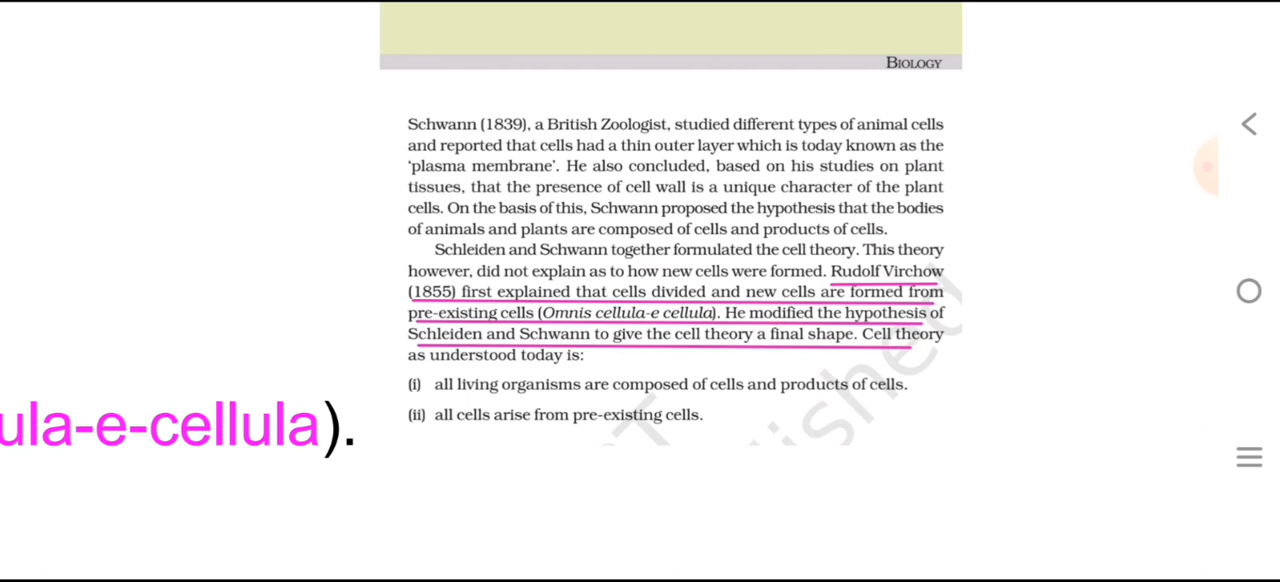 BIOLOGY
Schwann (1839), a British Zoologist, studied different types of animal cells
and reported that cells had a thin outer layer which is today known as the
‘plasma membrane’. He also concluded, based on his studies on plant
tissues, that the presence of cell wall is a unique character of the plant
cells. On the basis of this, Schwann proposed the hypothesis that the bodies
of animals and plants are composed of cells and products of cells.
Schleiden and Schwann together formulated the cell theory. This theory
however, did not explain as to how new cells were formed. Rudolf Virchow
(1855) first explained that cells divided and new cells are formed from
pre-existing cells (Omnis cellula-e cellula). He modified the hypothesis of
Schleiden and Schwann to give the cell theory a final shape. Cell theory
as understood today is:
(i) all living organisms are composed of cells and products of cells.
(ii) all cells arise from pre-existing cells.
ula-e-cellula).